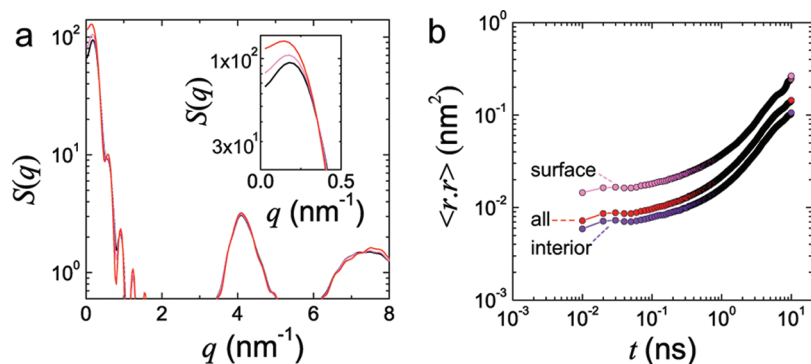 a
S(q)
10²
10¹
10⁰
0 2 4 6 8
q (nm⁻¹)
S(q)
1x10²
3x10¹
0.0 0.5
q (nm⁻¹)
b
<r.r> (nm²)
10⁰
10⁻¹
10⁻²
10⁻³
surface
all
interior
10⁻³ 10⁻² 10⁻¹ 10⁰ 10¹
t (ns)